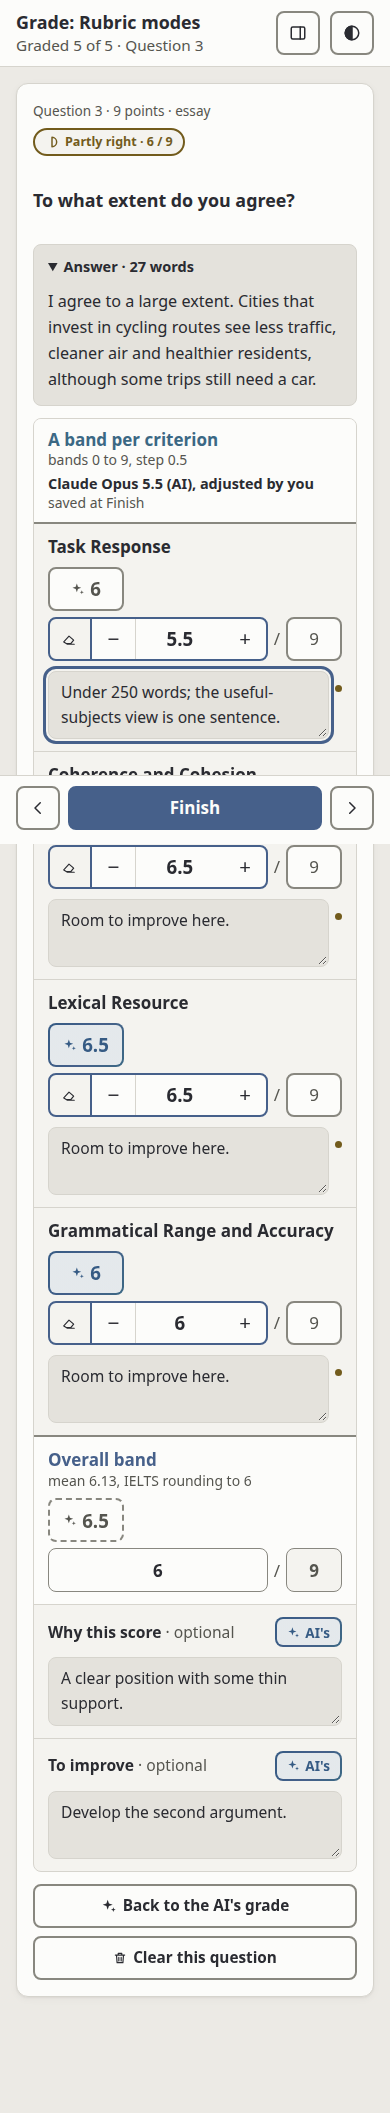 Grade: Rubric modes
Graded 5 of 5 · Question 3
Question 3 · 9 points · essay
Partly right · 6 / 9
To what extent do you agree?
▼ Answer · 27 words
I agree to a large extent. Cities that
invest in cycling routes see less traffic,
cleaner air and healthier residents,
although some trips still need a car.
A band per criterion
bands 0 to 9, step 0.5
Claude Opus 5.5 (AI), adjusted by you
saved at Finish
Task Response
6
− 5.5 + / 9
Under 250 words; the useful-
subjects view is one sentence.
Coherence and Cohesion
Finish
− 6.5 + / 9
Room to improve here.
Lexical Resource
6.5
− 6.5 + / 9
Room to improve here.
Grammatical Range and Accuracy
6
− 6 + / 9
Room to improve here.
Overall band
mean 6.13, IELTS rounding to 6
6.5
6 / 9
Why this score · optional AI's
A clear position with some thin
support.
To improve · optional AI's
Develop the second argument.
Back to the AI's grade
Clear this question